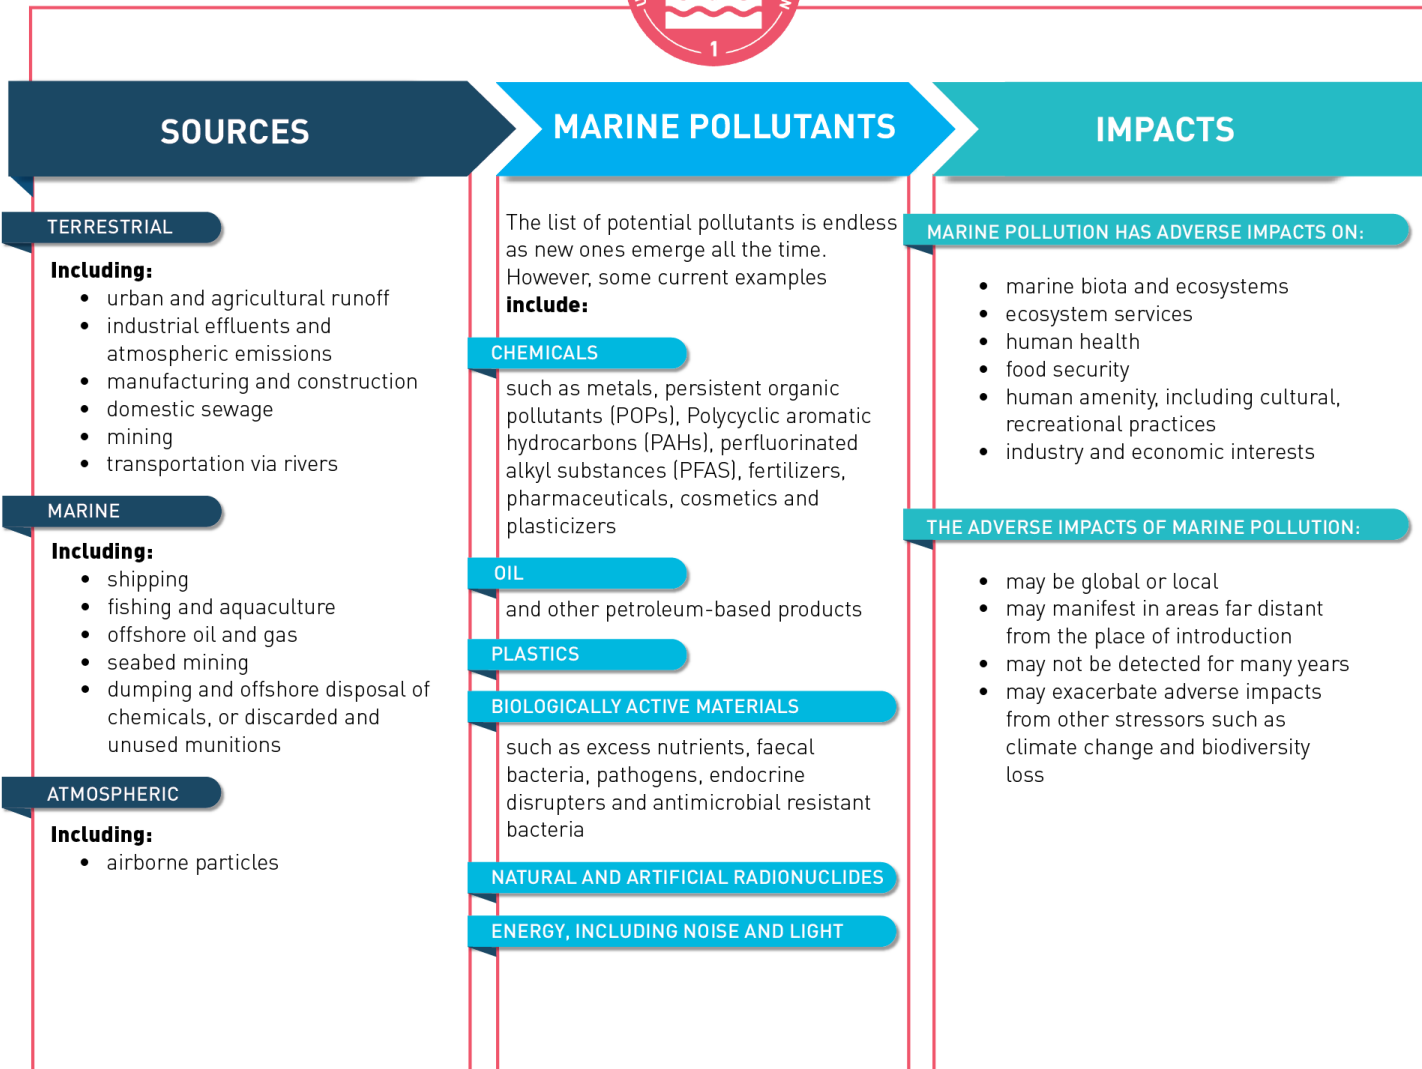 1
SOURCES
TERRESTRIAL
Including:
• urban and agricultural runoff
• industrial effluents and
atmospheric emissions
• manufacturing and construction
• domestic sewage
• mining
• transportation via rivers
MARINE
Including:
• shipping
• fishing and aquaculture
• offshore oil and gas
• seabed mining
• dumping and offshore disposal of
chemicals, or discarded and
unused munitions
ATMOSPHERIC
Including:
• airborne particles
MARINE POLLUTANTS
The list of potential pollutants is endless
as new ones emerge all the time.
However, some current examples
include:
CHEMICALS
such as metals, persistent organic
pollutants (POPs), Polycyclic aromatic
hydrocarbons (PAHs), perfluorinated
alkyl substances (PFAS), fertilizers,
pharmaceuticals, cosmetics and
plasticizers
OIL
and other petroleum-based products
PLASTICS
BIOLOGICALLY ACTIVE MATERIALS
such as excess nutrients, faecal
bacteria, pathogens, endocrine
disrupters and antimicrobial resistant
bacteria
NATURAL AND ARTIFICIAL RADIONUCLIDES
ENERGY, INCLUDING NOISE AND LIGHT
IMPACTS
MARINE POLLUTION HAS ADVERSE IMPACTS ON:
• marine biota and ecosystems
• ecosystem services
• human health
• food security
• human amenity, including cultural,
recreational practices
• industry and economic interests
THE ADVERSE IMPACTS OF MARINE POLLUTION:
• may be global or local
• may manifest in areas far distant
from the place of introduction
• may not be detected for many years
• may exacerbate adverse impacts
from other stressors such as
climate change and biodiversity
loss